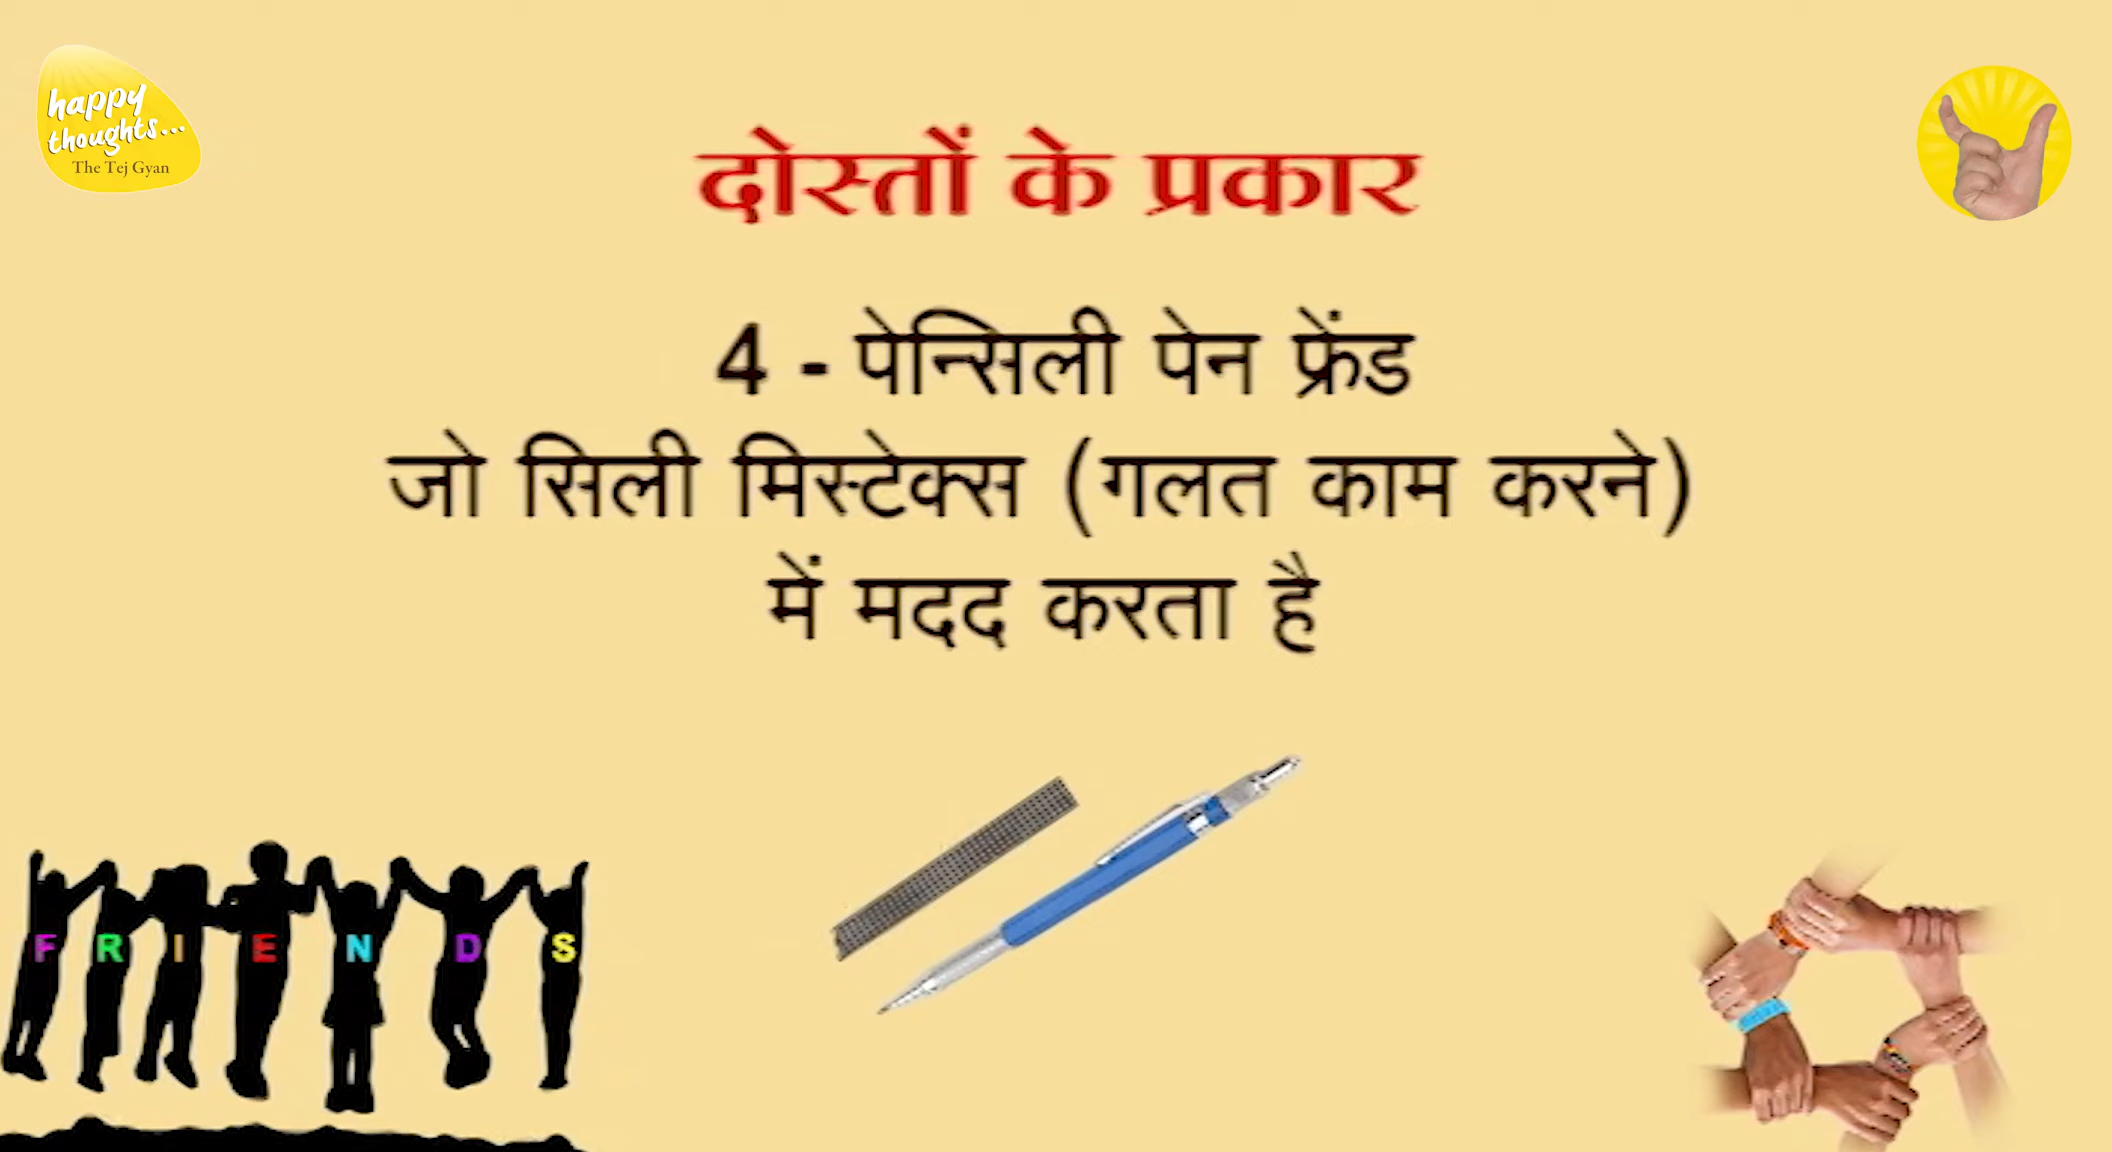 happy
thoughts...
The Tej Gyan
दोस्तों के प्रकार
4 - पेन्सिली पेन फ्रेंड
जो सिली मिस्टेक्स (गलत काम करने)
में मदद करता है
FRIENDS